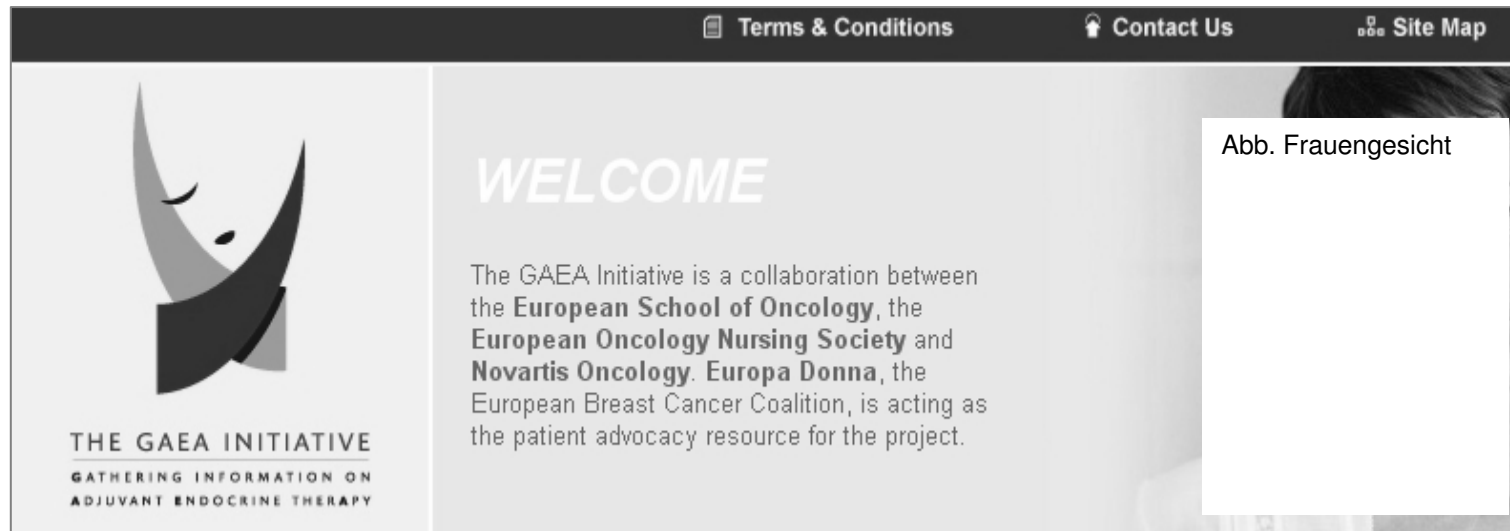 Terms & Conditions Contact Us Site Map
Abb. Frauengesicht
WELCOME
The GAEA Initiative is a collaboration between
the European School of Oncology, the
European Oncology Nursing Society and
Novartis Oncology. Europa Donna, the
European Breast Cancer Coalition, is acting as
the patient advocacy resource for the project.
THE GAEA INITIATIVE
GATHERING INFORMATION ON
ADJUVANT ENDOCRINE THERAPY